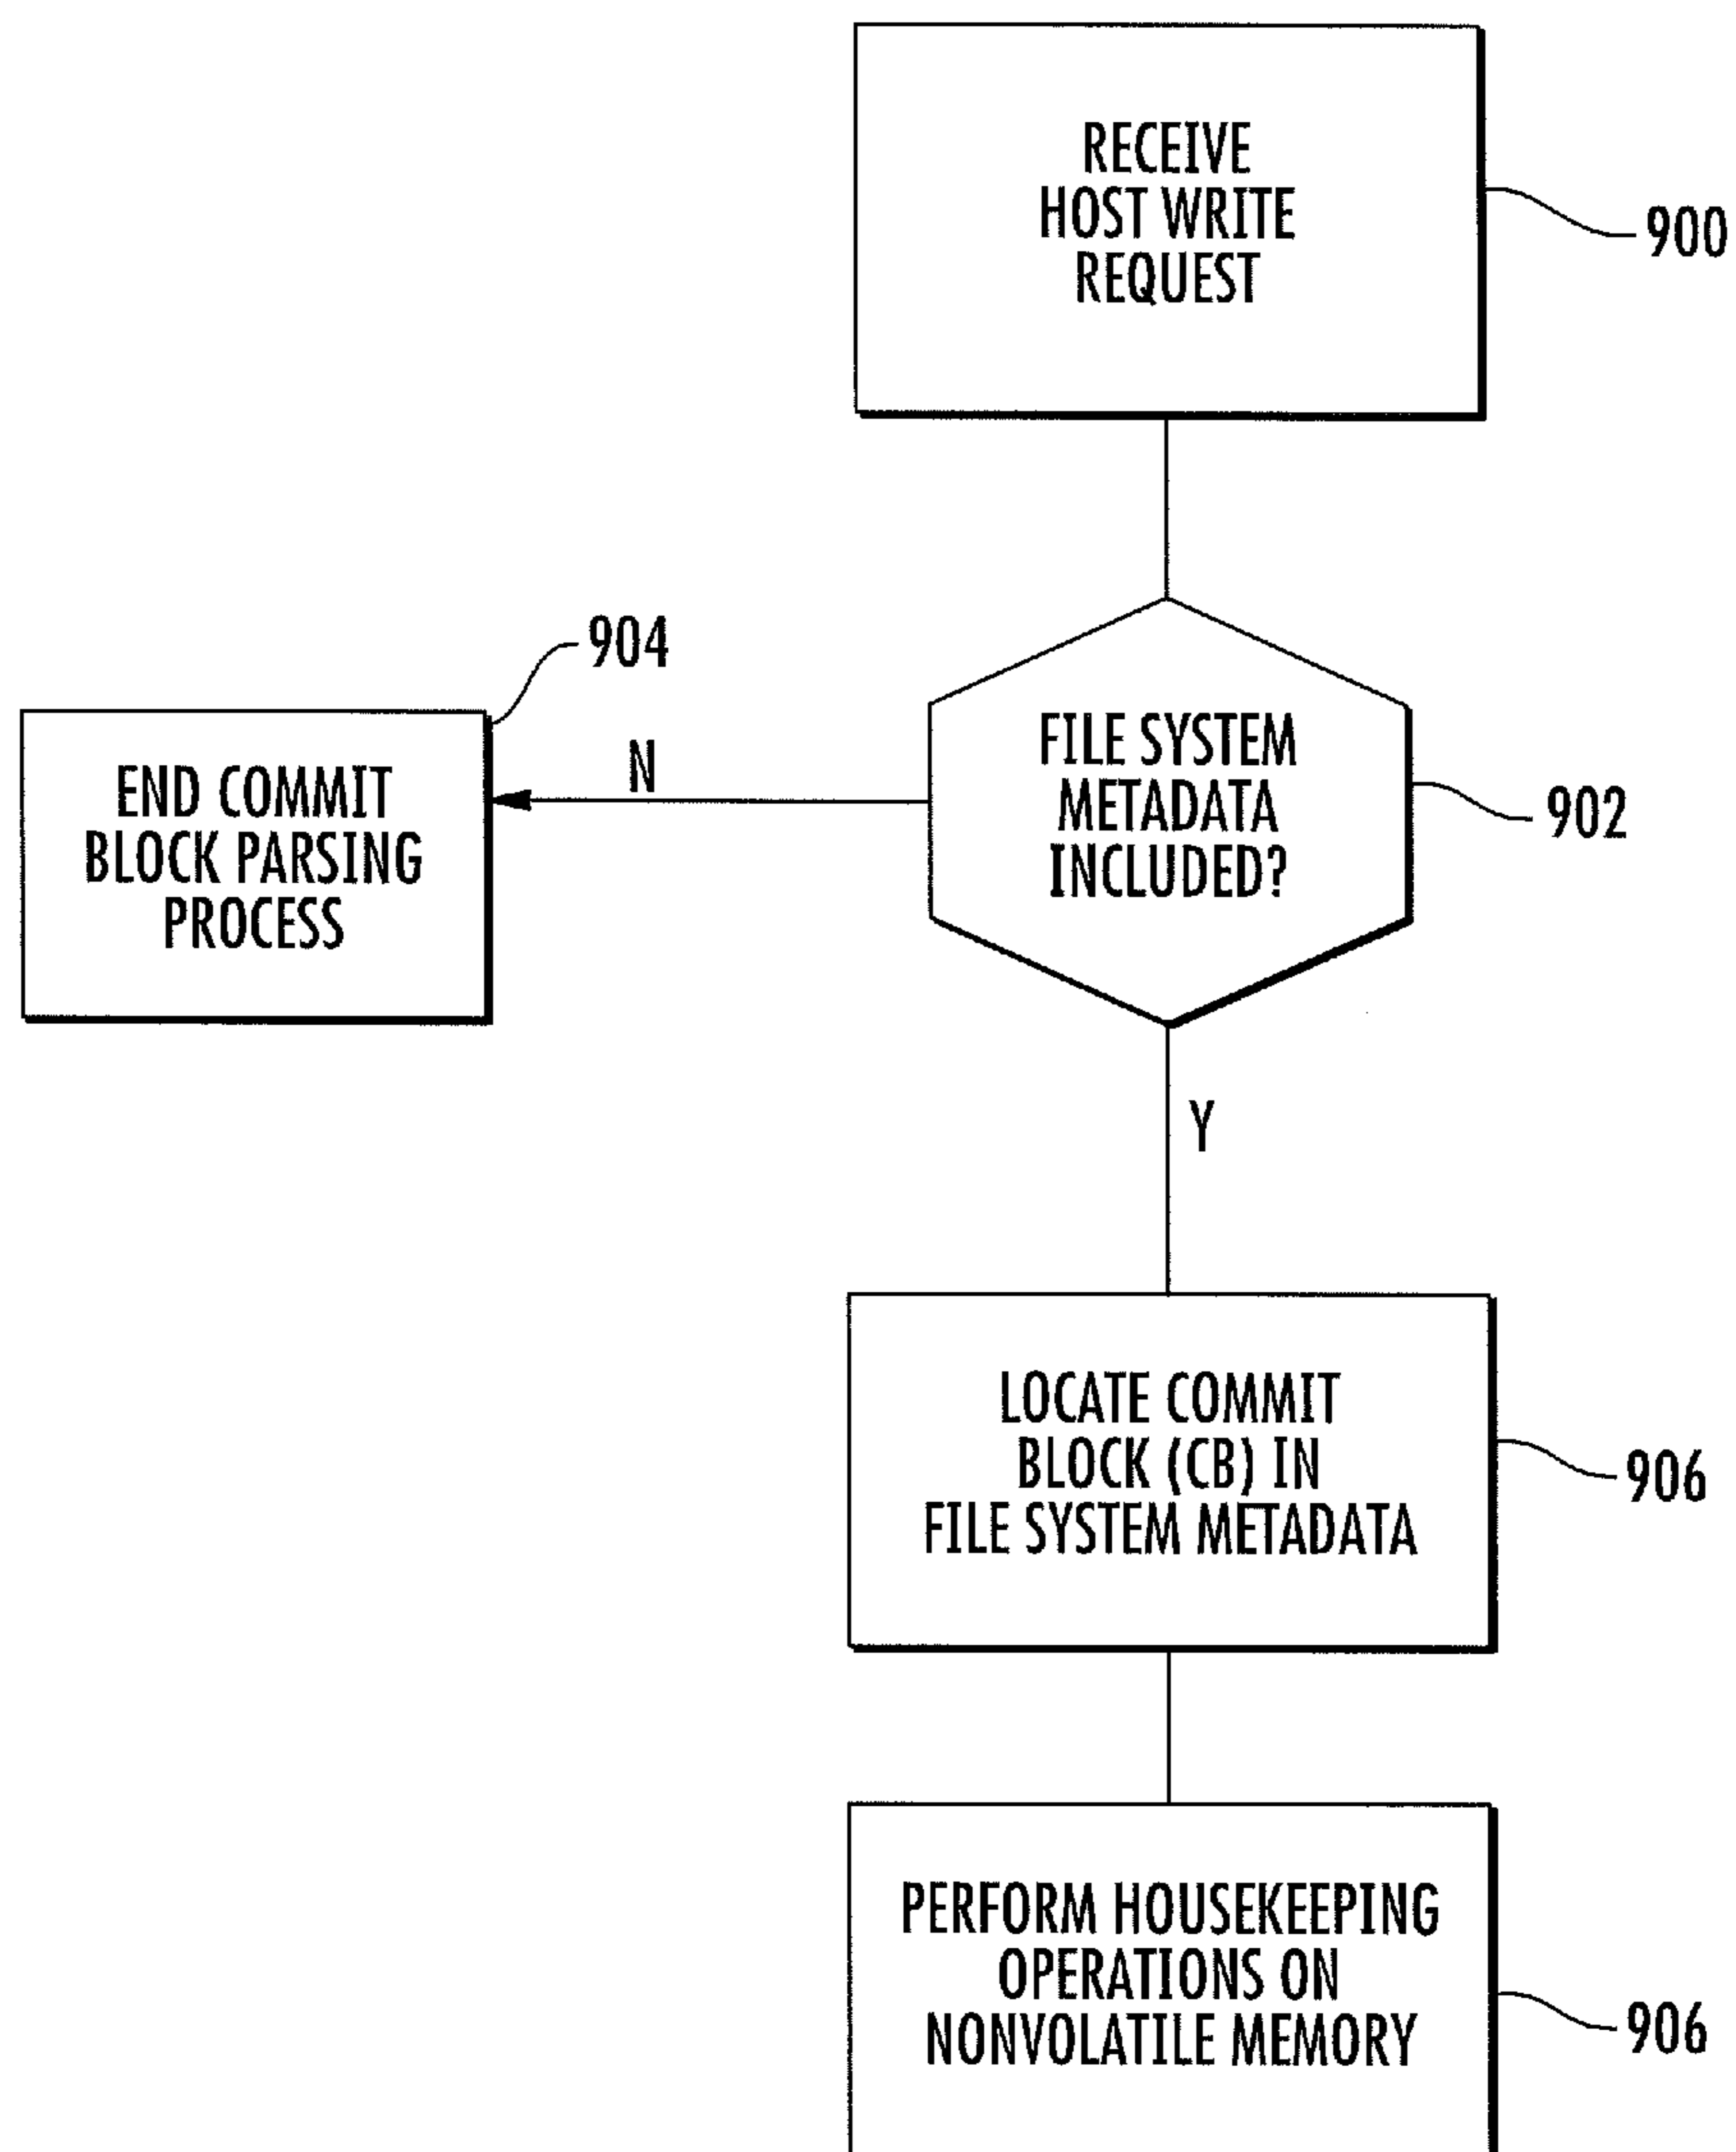 RECEIVE
HOST WRITE
REQUEST
900
904
END COMMIT
BLOCK PARSING
PROCESS
N
FILE SYSTEM
METADATA
INCLUDED?
902
Y
LOCATE COMMIT
BLOCK (CB) IN
FILE SYSTEM METADATA
906
PERFORM HOUSEKEEPING
OPERATIONS ON
NONVOLATILE MEMORY
906